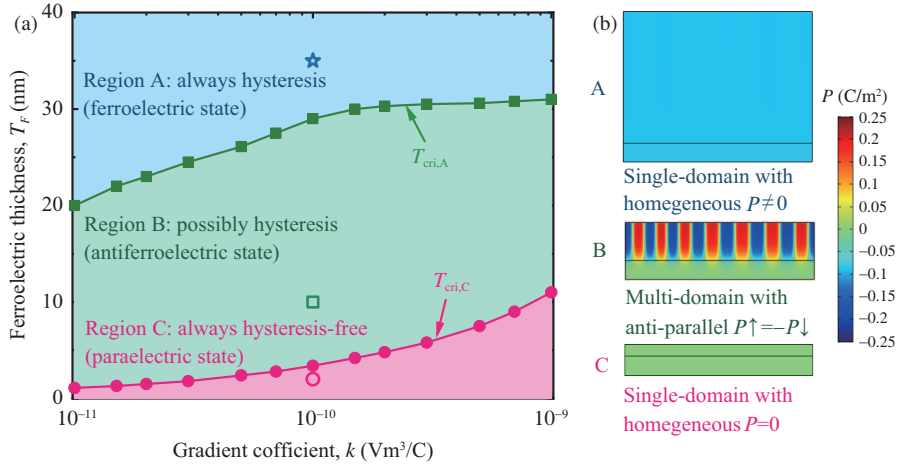 (a)
40
30
20
10
0
Ferroelectric thickness, T_F (nm)
Region A: always hysteresis
(ferroelectric state)
T_cri,A
Region B: possibly hysteresis
(antiferroelectric state)
T_cri,C
Region C: always hysteresis-free
(paraelectric state)
10⁻¹¹
10⁻¹⁰
10⁻⁹
Gradient cofficient, k (Vm³/C)
(b)
A
Single-domain with
homegeneous P≠0
B
Multi-domain with
anti-parallel P↑=−P↓
C
Single-domain with
homegeneous P=0
P (C/m²)
0.25
0.2
0.15
0.1
0.05
0
−0.05
−0.1
−0.15
−0.2
−0.25